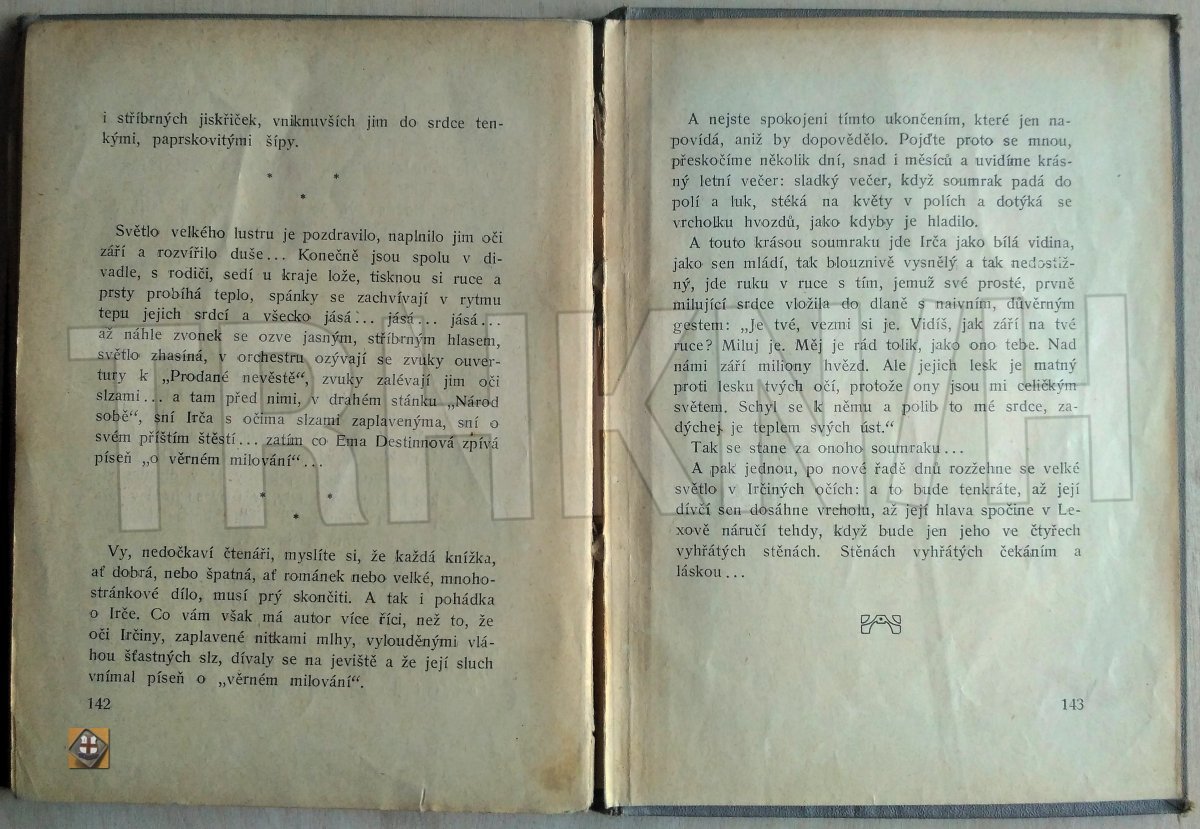 i stříbrných jiskřiček, vniknuvších jim do srdce ten-
kými, paprskovitými šípy.
* *
*
Světlo velkého lustru je pozdravilo, naplnilo jim oči
září a rozvířilo duše... Konečně jsou spolu v di-
vadle, s rodiči, sedí u kraje lože, tisknou si ruce a
prsty probíhá teplo, spánky se zachvívají v rytmu
tepu jejich srdcí a všecko jásá... jásá... jásá...
až náhle zvonek se ozve jasným, stříbrným hlasem,
světlo zhasíná, v orchestru ozývají se zvuky ouver-
tury k „Prodané nevěstě“, zvuky zalévají jim oči
slzami... a tam před nimi, v drahém stánku „Národ
sobě“, sní Irča s očima slzami zaplavenýma, sní o
svém příštím štěstí... zatím co Ema Destinnová zpívá
píseň „o věrném milování“...
* *
*
Vy, nedočkaví čtenáři, myslíte si, že každá knížka,
ať dobrá, nebo špatná, ať románek nebo velké, mnoho-
stránkové dílo, musí prý skončiti. A tak i pohádka
o Irče. Co vám však má autor více říci, než to, že
oči Irčiny, zaplavené nitkami mlhy, vylouděnými vlá-
hou šťastných slz, dívaly se na jeviště a že její sluch
vnímal píseň o „věrném milování“.
142
A nejste spokojeni tímto ukončením, které jen na-
povídá, aniž by dopovědělo. Pojďte proto se mnou,
přeskočíme několik dní, snad i měsíců a uvidíme krás-
ný letní večer: sladký večer, když soumrak padá do
polí a luk, stéká na květy v polích a dotýká se
vrcholku hvozdů, jako kdyby je hladilo.
A touto krásou soumraku jde Irča jako bílá vidina,
jako sen mládí, tak blouznivě vysnělý a tak nedostiž-
ný, jde ruku v ruce s tím, jemuž své prosté, prvně
milující srdce vložila do dlaně s naivním, důvěrným
gestem: „Je tvé, vezmi si je. Vidíš, jak září na tvé
ruce? Miluj je. Měj je rád tolik, jako ono tebe. Nad
námi září miliony hvězd. Ale jejich lesk je matný
proti lesku tvých očí, protože ony jsou mi celičkým
světem. Schyl se k němu a polib to mé srdce, za-
dýchej je teplem svých úst.“
Tak se stane za onoho soumraku...
A pak jednou, po nové řadě dnů rozžehne se velké
světlo v Irčiných očích: a to bude tenkráte, až její
dívčí sen dosáhne vrcholu, až její hlava spočine v Le-
xově náručí tehdy, když bude jen jeho ve čtyřech
vyhřátých stěnách. Stěnách vyhřátých čekáním a
láskou...
143
TRHKNIH